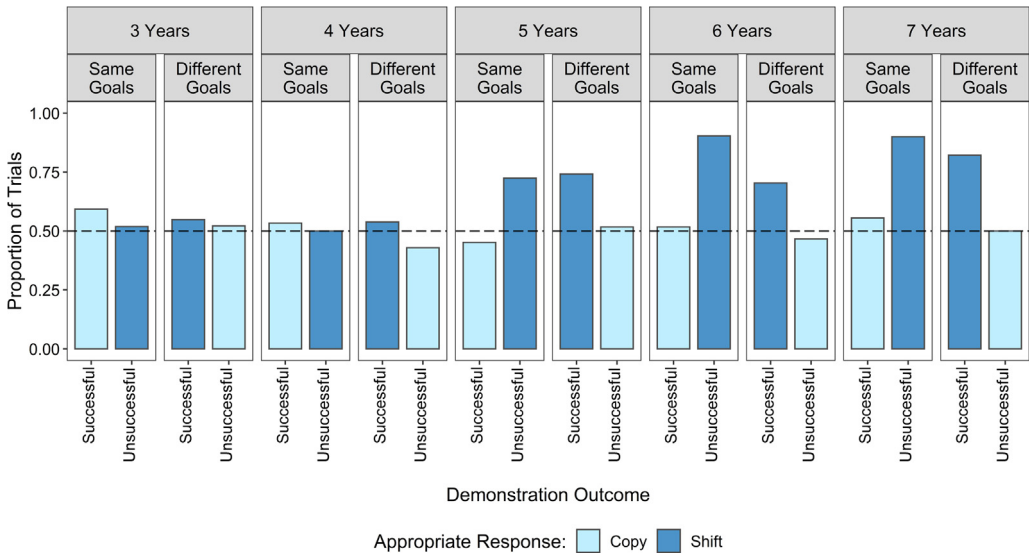 3 Years 4 Years 5 Years 6 Years 7 Years
Same Goals Different Goals Same Goals Different Goals Same Goals Different Goals Same Goals Different Goals Same Goals Different Goals
Proportion of Trials
1.00
0.75
0.50
0.25
0.00
Successful Unsuccessful Successful Unsuccessful Successful Unsuccessful Successful Unsuccessful Successful Unsuccessful Successful Unsuccessful Successful Unsuccessful Successful Unsuccessful Successful Unsuccessful Successful Unsuccessful
Demonstration Outcome
Appropriate Response: Copy Shift